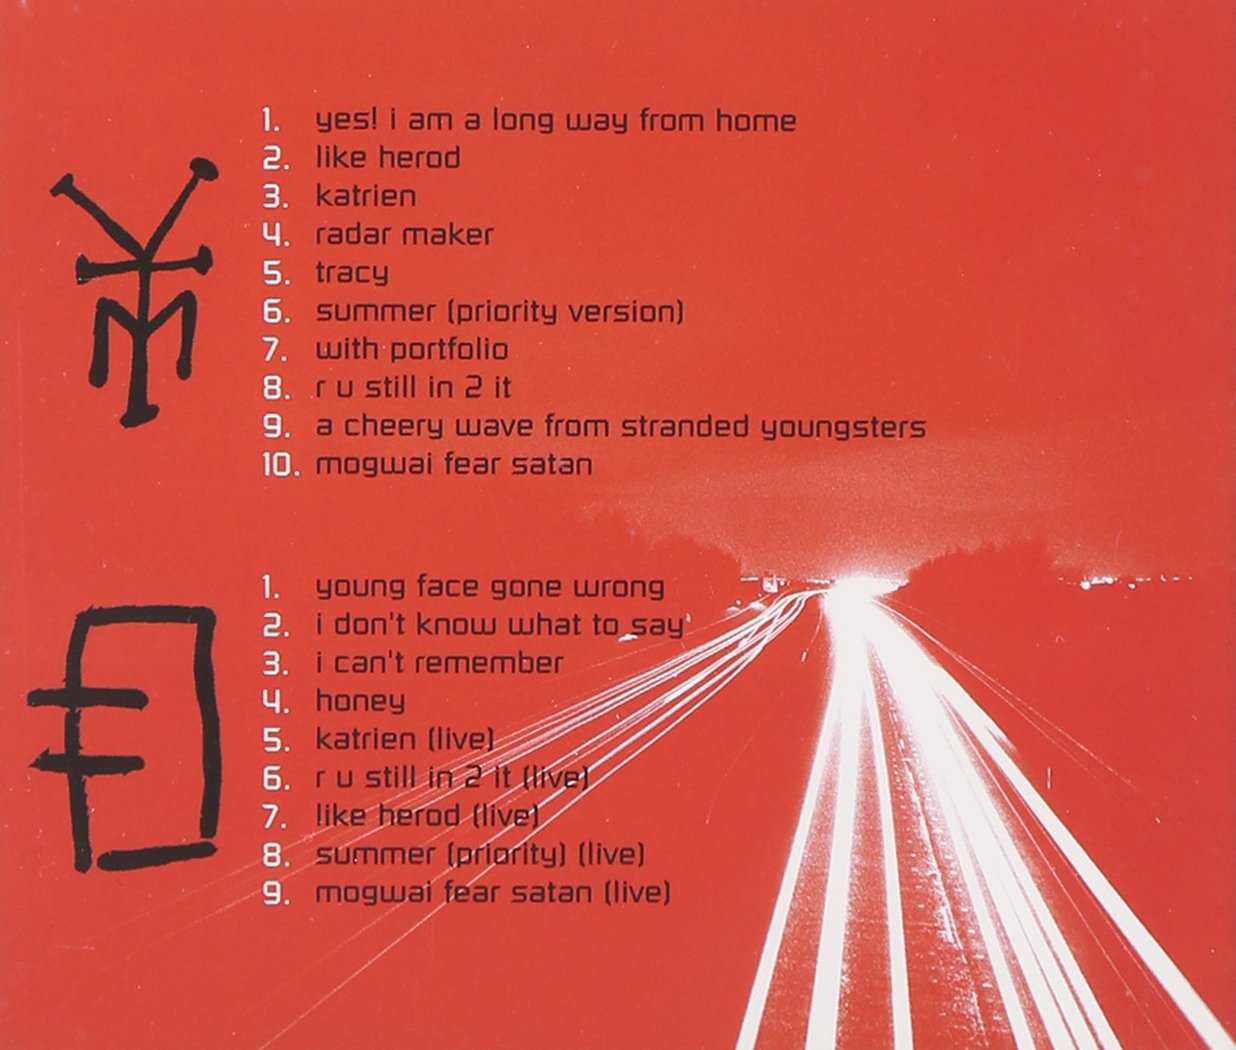 1. yes! i am a long way from home
2. like herod
3. katrien
4. radar maker
5. tracy
6. summer (priority version)
7. with portfolio
8. r u still in 2 it
9. a cheery wave from stranded youngsters
10. mogwai fear satan
1. young face gone wrong
2. i don't know what to say
3. i can't remember
4. honey
5. katrien (live)
6. r u still in 2 it (live)
7. like herod (live)
8. summer (priority) (live)
9. mogwai fear satan (live)